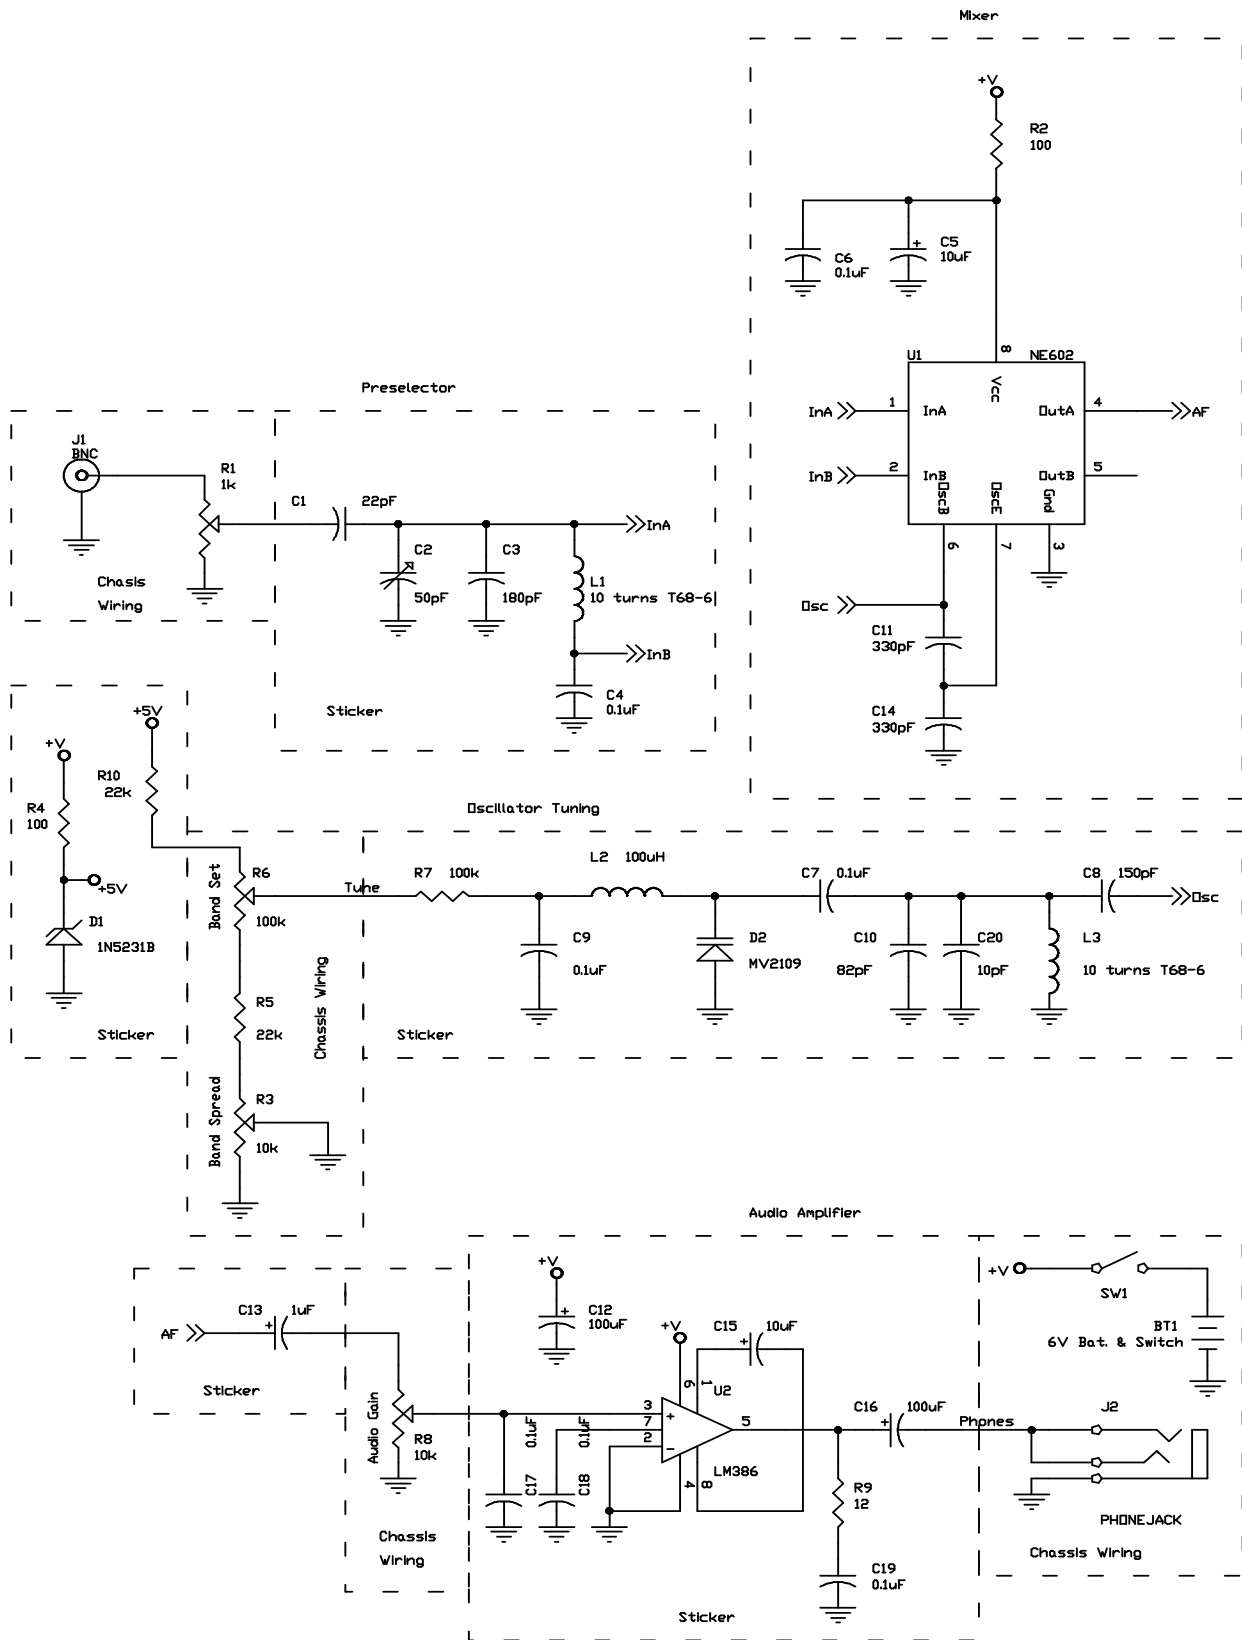 Mixer
+V
R2
100
C6
0.1uF
+
C5
10uF
U1
NE602
8
Vcc
InA
1
InA
OutA
4
AF
InB
2
InB
OutB
5
OscB
OscE
Gnd
6
7
3
Osc
C11
330pF
C14
330pF
Preselector
J1
BNC
R1
1k
Chasis
Wiring
C1
22pF
C2
50pF
C3
180pF
L1
10 turns T68-6
InA
InB
C4
0.1uF
Sticker
+V
R4
100
+5V
D1
1N5231B
+5V
R10
22k
Sticker
Oscillator Tuning
Band Set
R6
100k
Tune
R5
22k
Chassis Wiring
Band Spread
R3
10k
R7
100k
L2 100uH
C9
0.1uF
D2
MV2109
C7
0.1uF
C10
82pF
C20
10pF
L3
10 turns T68-6
C8
150pF
Osc
Sticker
Audio Amplifier
AF
C13
+
1uF
Sticker
Audio Gain
R8
10k
Chassis
Wiring
+V
+
C12
100uF
C17
0.1uF
C18
0.1uF
+V
6
1
U2
C15
+
10uF
3
7
2
+
-
5
LM386
4
8
R9
12
C19
0.1uF
C16
+
100uF
Sticker
Phones
+V
SW1
BT1
6V Bat. & Switch
J2
PHONEJACK
Chassis Wiring